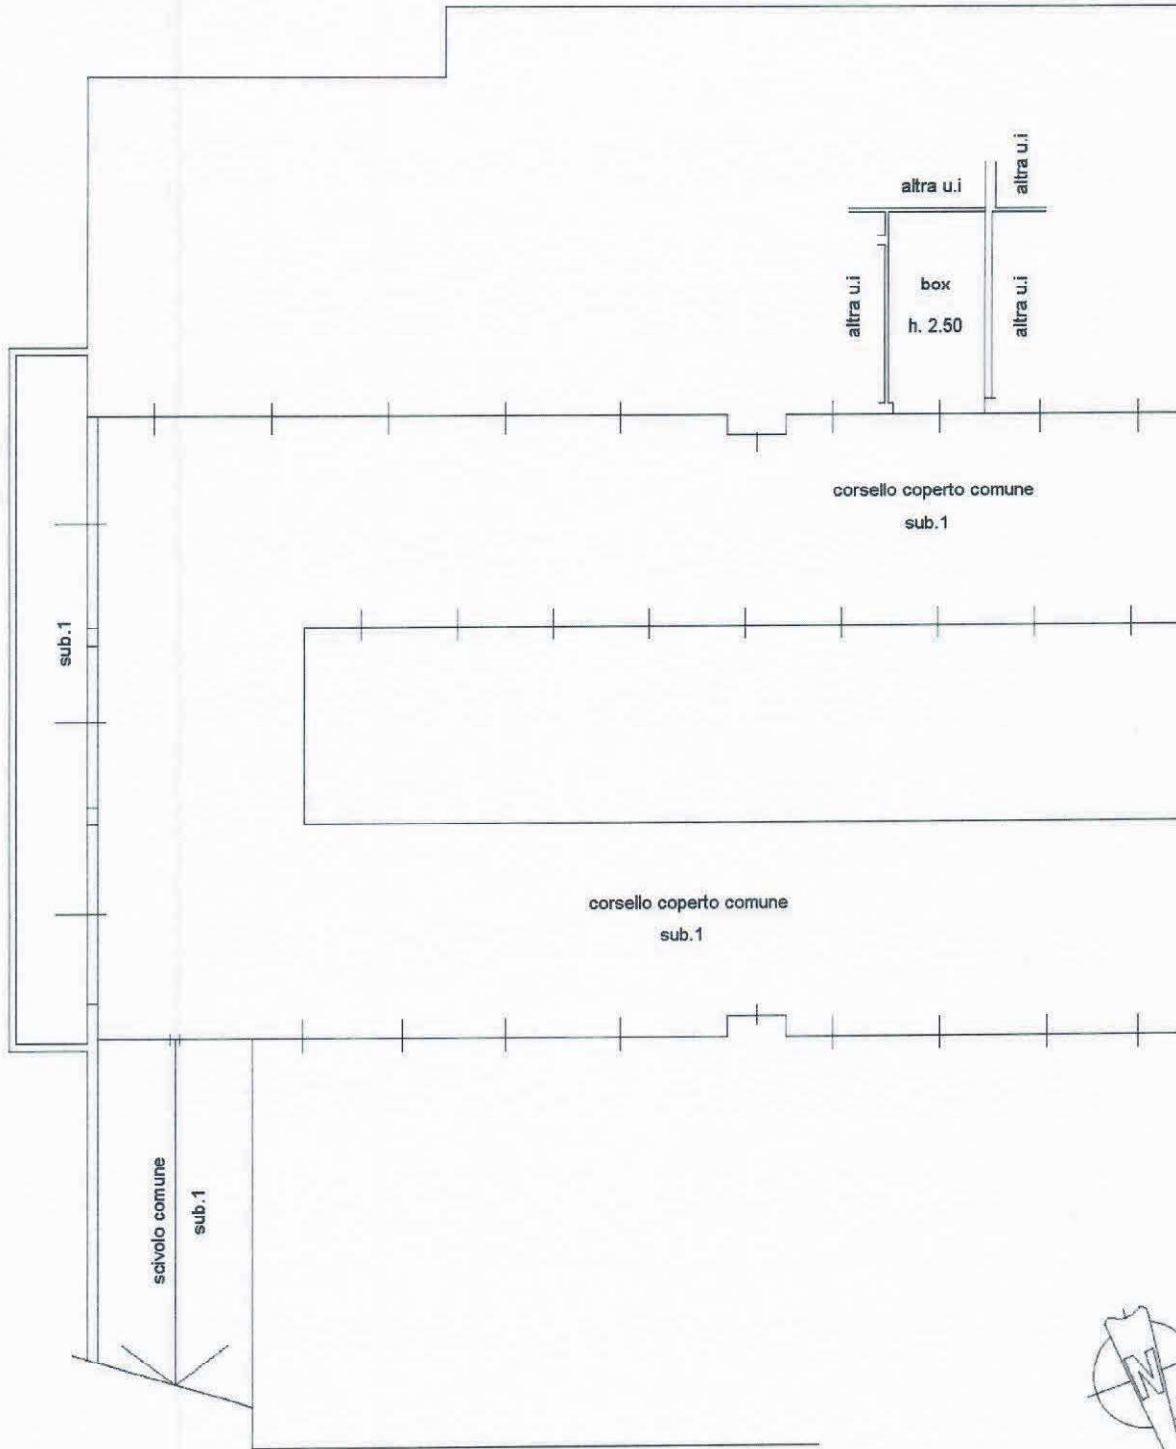 altra u.i
altra u.i
altra u.i
box
h. 2.50
altra u.i
corsello coperto comune
sub.1
sub.1
corsello coperto comune
sub.1
scivolo comune
sub.1
N